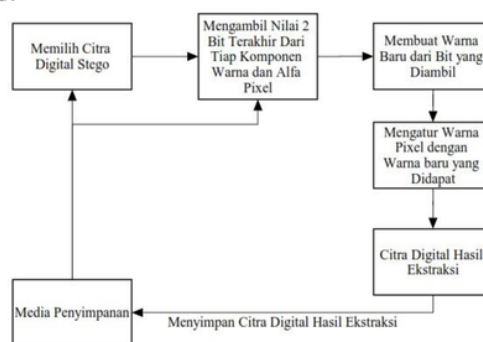 Memilih Citra
Digital Stego
Mengambil Nilai 2
Bit Terakhir Dari
Tiap Komponen
Warna dan Alfa
Pixel
Membuat Warna
Baru dari Bit yang
Diambil
Mengatur Warna
Pixel dengan
Warna baru yang
Didapat
Citra Digital Hasil
Ekstraksi
Media Penyimpanan
Menyimpan Citra Digital Hasil Ekstraksi